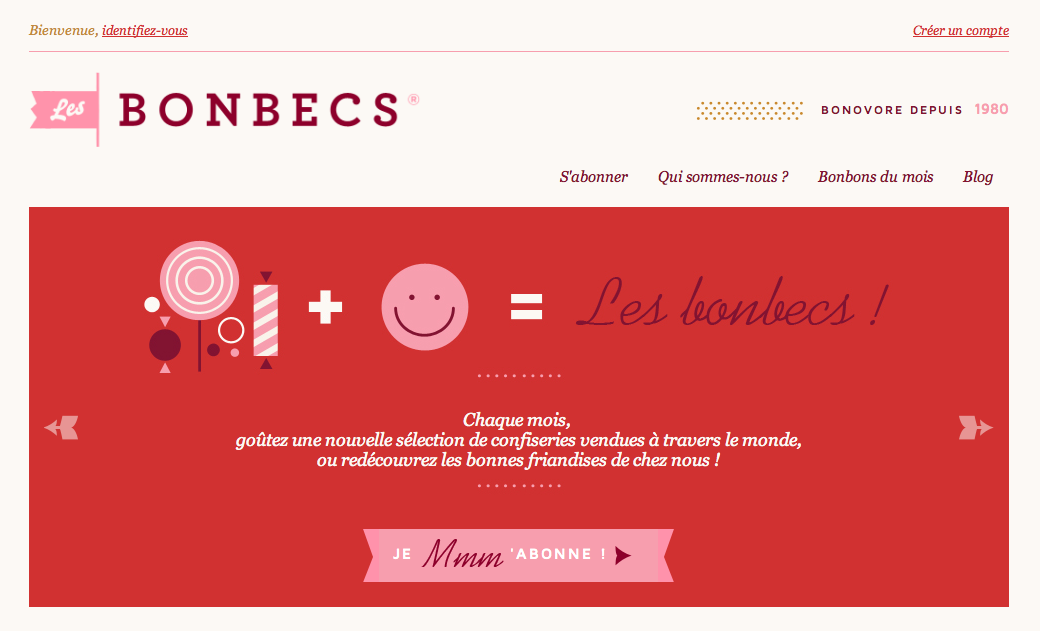 Bienvenue, identifiez-vous
Créer un compte
Les BONBECS®
BONOVORE DEPUIS 1980
S'abonner Qui sommes-nous ? Bonbons du mois Blog
+ = Les bonbecs !
Chaque mois,
goûtez une nouvelle sélection de confiseries vendues à travers le monde,
ou redécouvrez les bonnes friandises de chez nous !
JE Mmm 'ABONNE !